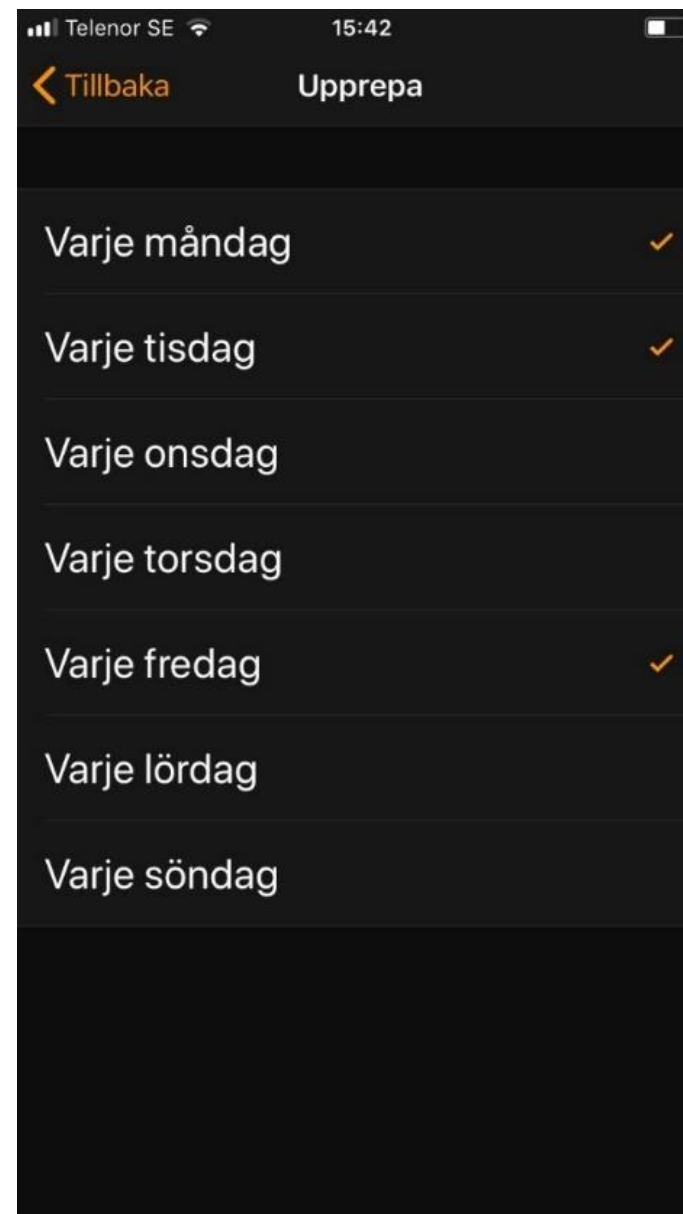 Telenor SE 15:42
Tillbaka Upprepa
Varje måndag
Varje tisdag
Varje onsdag
Varje torsdag
Varje fredag
Varje lördag
Varje söndag